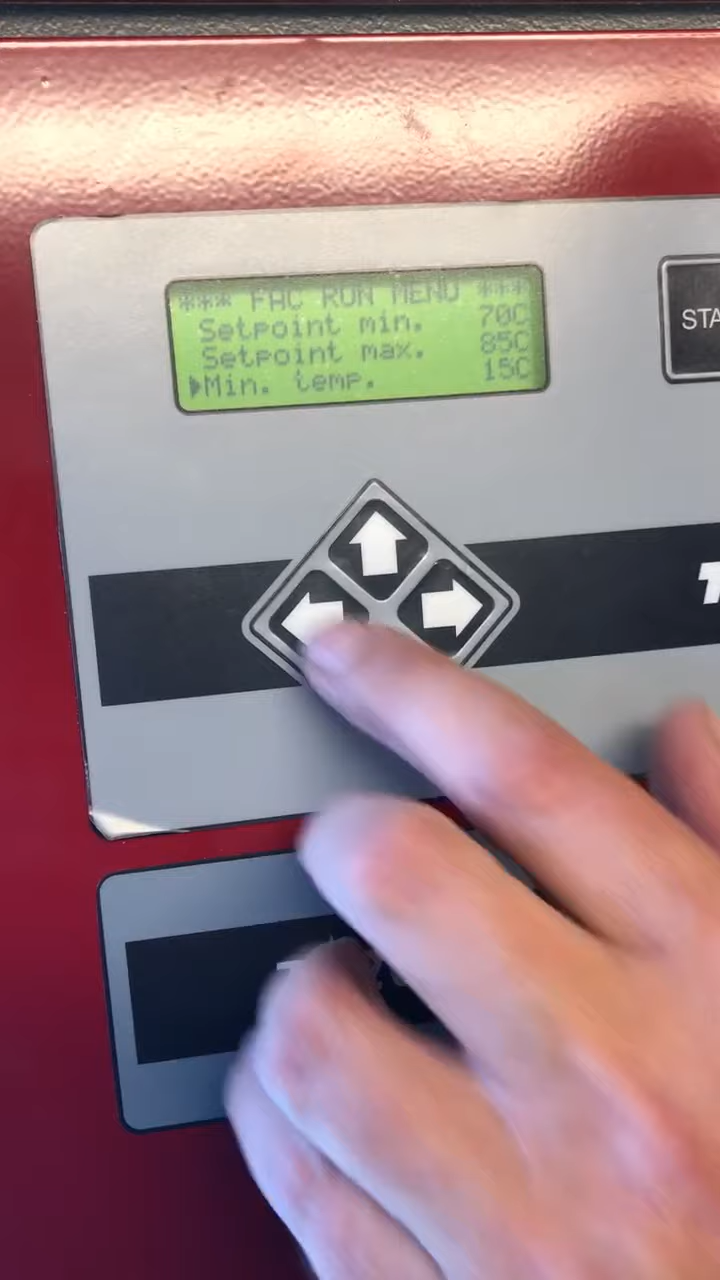 *** FAC RUN MENU ***
Setpoint min. 70C
Setpoint max. 85C
Min. temp. 15C